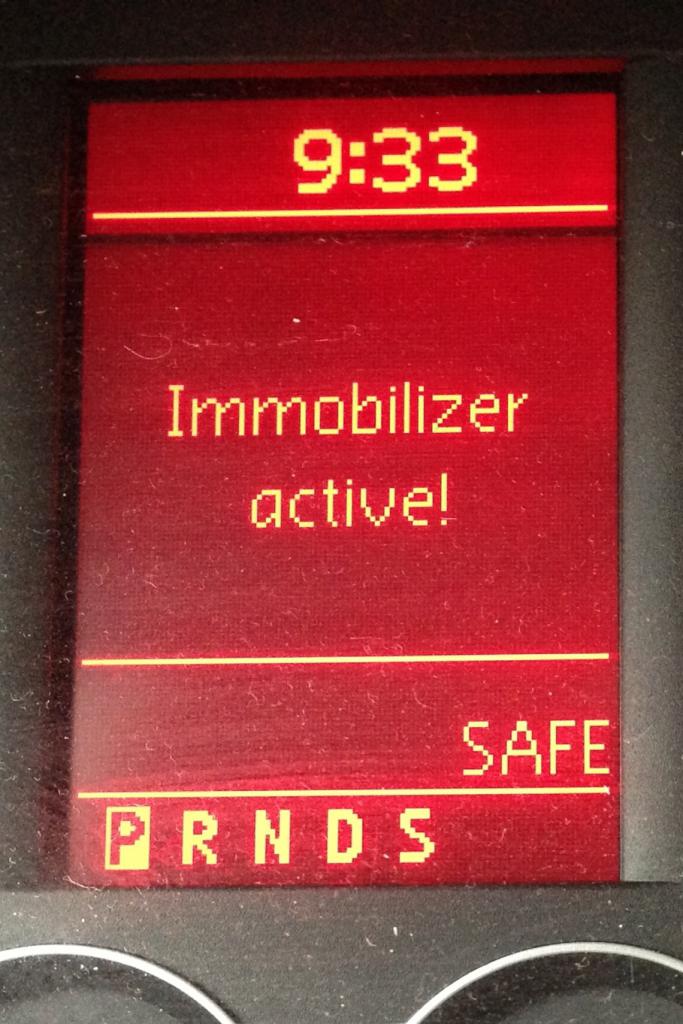 9:33
Immobilizer
active!
SAFE
P R N D S